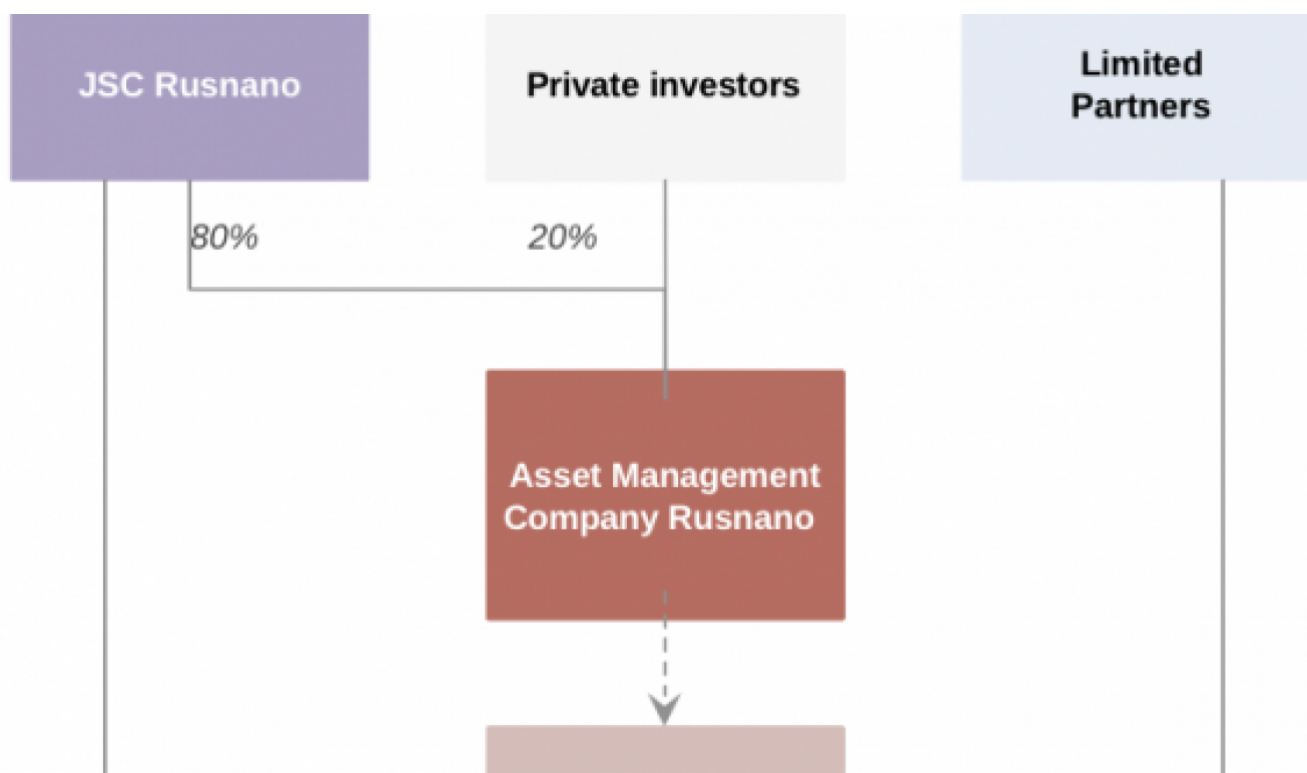 JSC Rusnano
Private investors
Limited
Partners
80%
20%
Asset Management
Company Rusnano